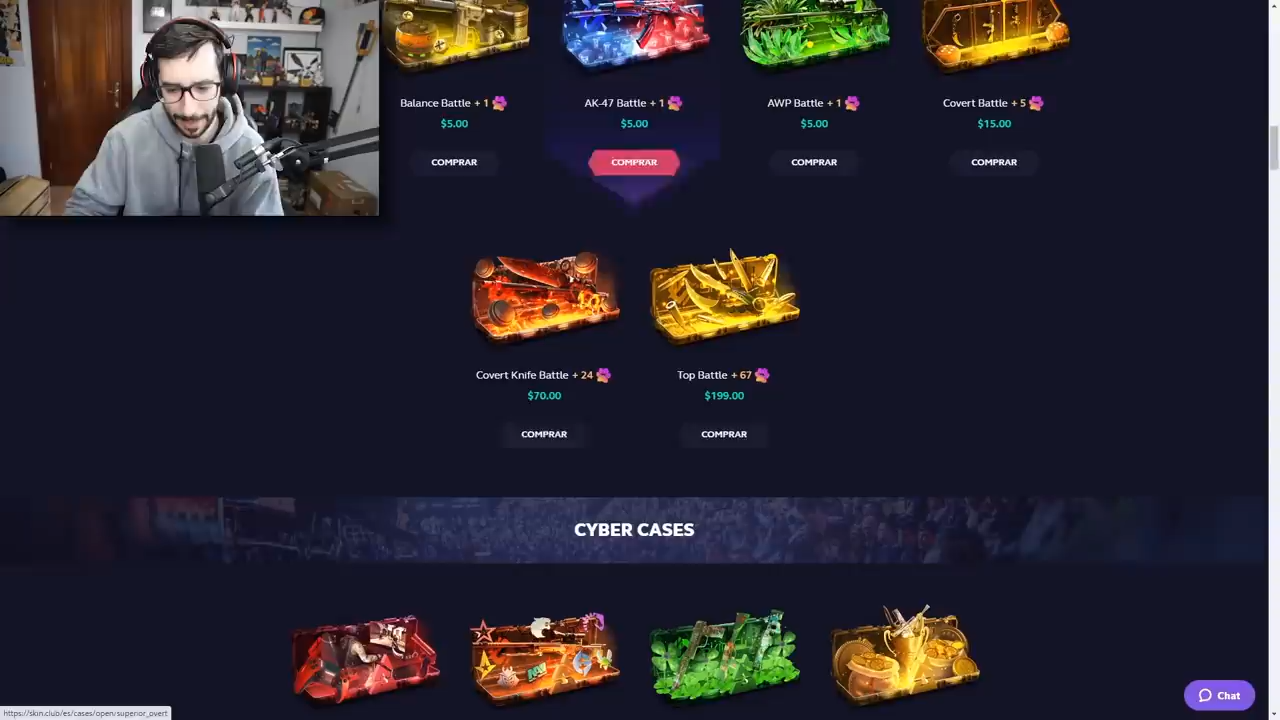 Balance Battle + 1
AK-47 Battle + 1
AWP Battle + 1
Covert Battle + 5
$5.00
$5.00
$5.00
$15.00
COMPRAR
COMPRAR
COMPRAR
COMPRAR
Covert Knife Battle + 24
Top Battle + 67
$70.00
$199.00
COMPRAR
COMPRAR
CYBER CASES
Chat
https://skin.club/es/cases/open/superior_overt